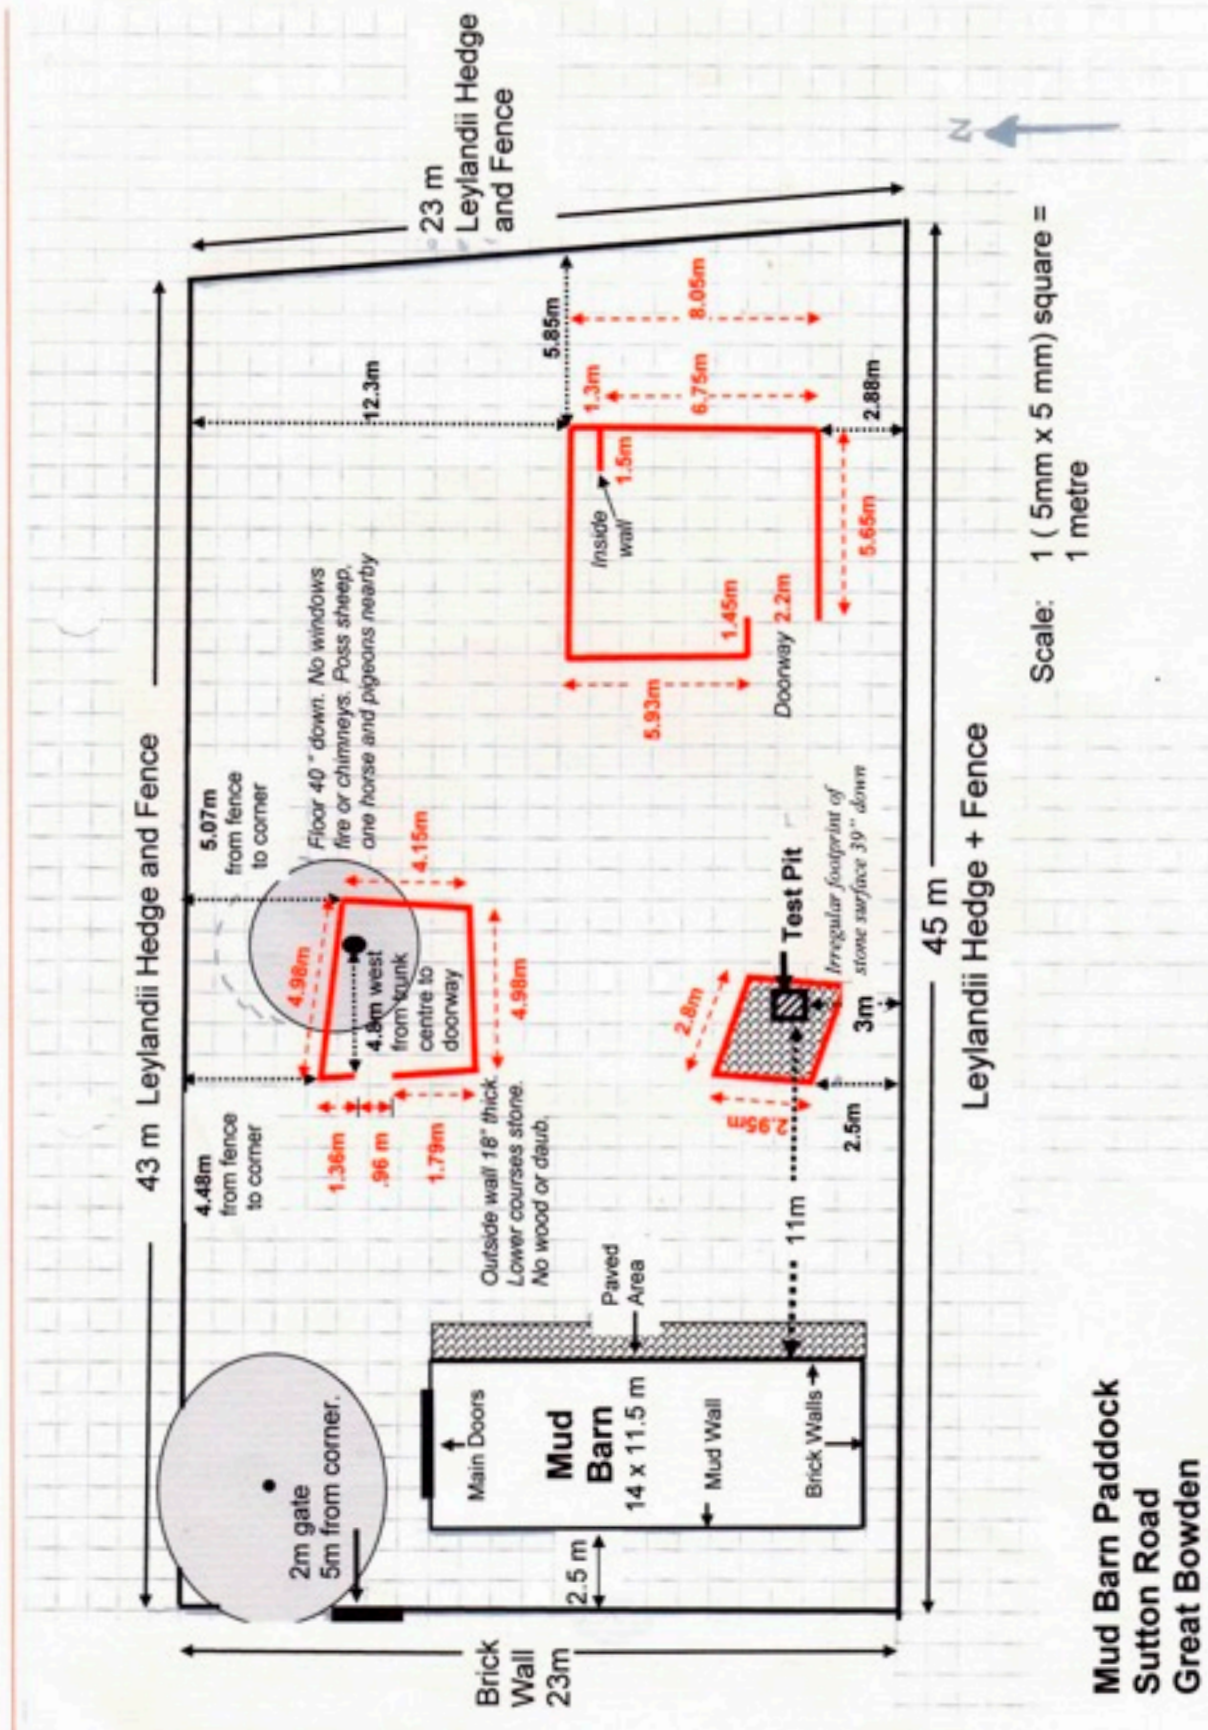 43 m Leylandii Hedge and Fence
23 m
Leylandii Hedge
and Fence
5.07m
from fence
to corner
4.48m
from fence
to corner
Floor 40 " down. No windows
fire or chimneys. Poss sheep,
one horse and pigeons nearby
12.3m
5.85m
2m gate
5m from corner.
4.98m
4.15m
4.8m west
from trunk
centre to
doorway
4.98m
1.36m
.96 m
1.79m
Outside wall 18" thick.
Lower courses stone.
No wood or daub.
Inside
wall
1.5m
1.3m
6.75m
8.05m
5.93m
1.45m
Doorway
2.2m
5.65m
2.88m
Main Doors
Mud
Barn
14 x 11.5 m
Mud Wall
Brick Walls
Paved
Area
2.5 m
Brick
Wall
23m
2.8m
2.95m
Test Pit
Irregular footprint of
stone surface 39" down
11m
3m
2.5m
45 m
Leylandii Hedge + Fence
N
Scale: 1 ( 5mm x 5 mm) square =
1 metre
Mud Barn Paddock
Sutton Road
Great Bowden